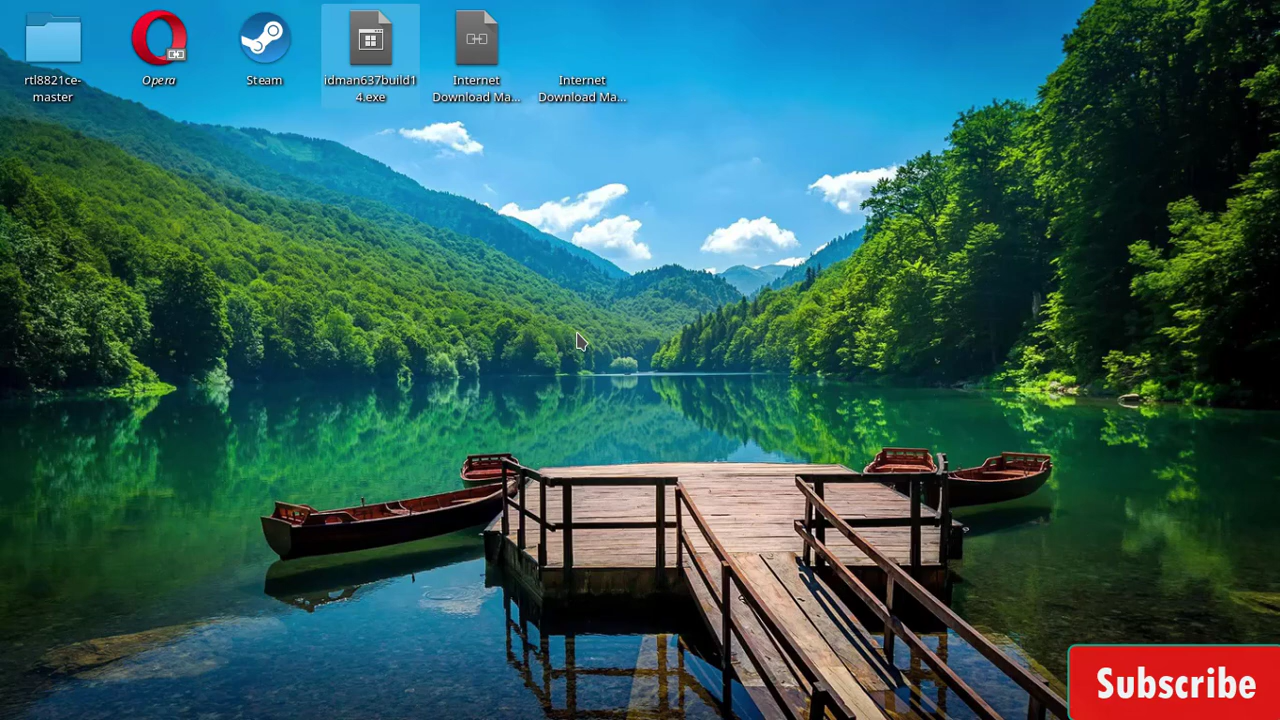 rtl8821ce-
master
Opera
Steam
idman637build1
4.exe
Internet
Download Ma...
Internet
Download Ma...
Subscribe